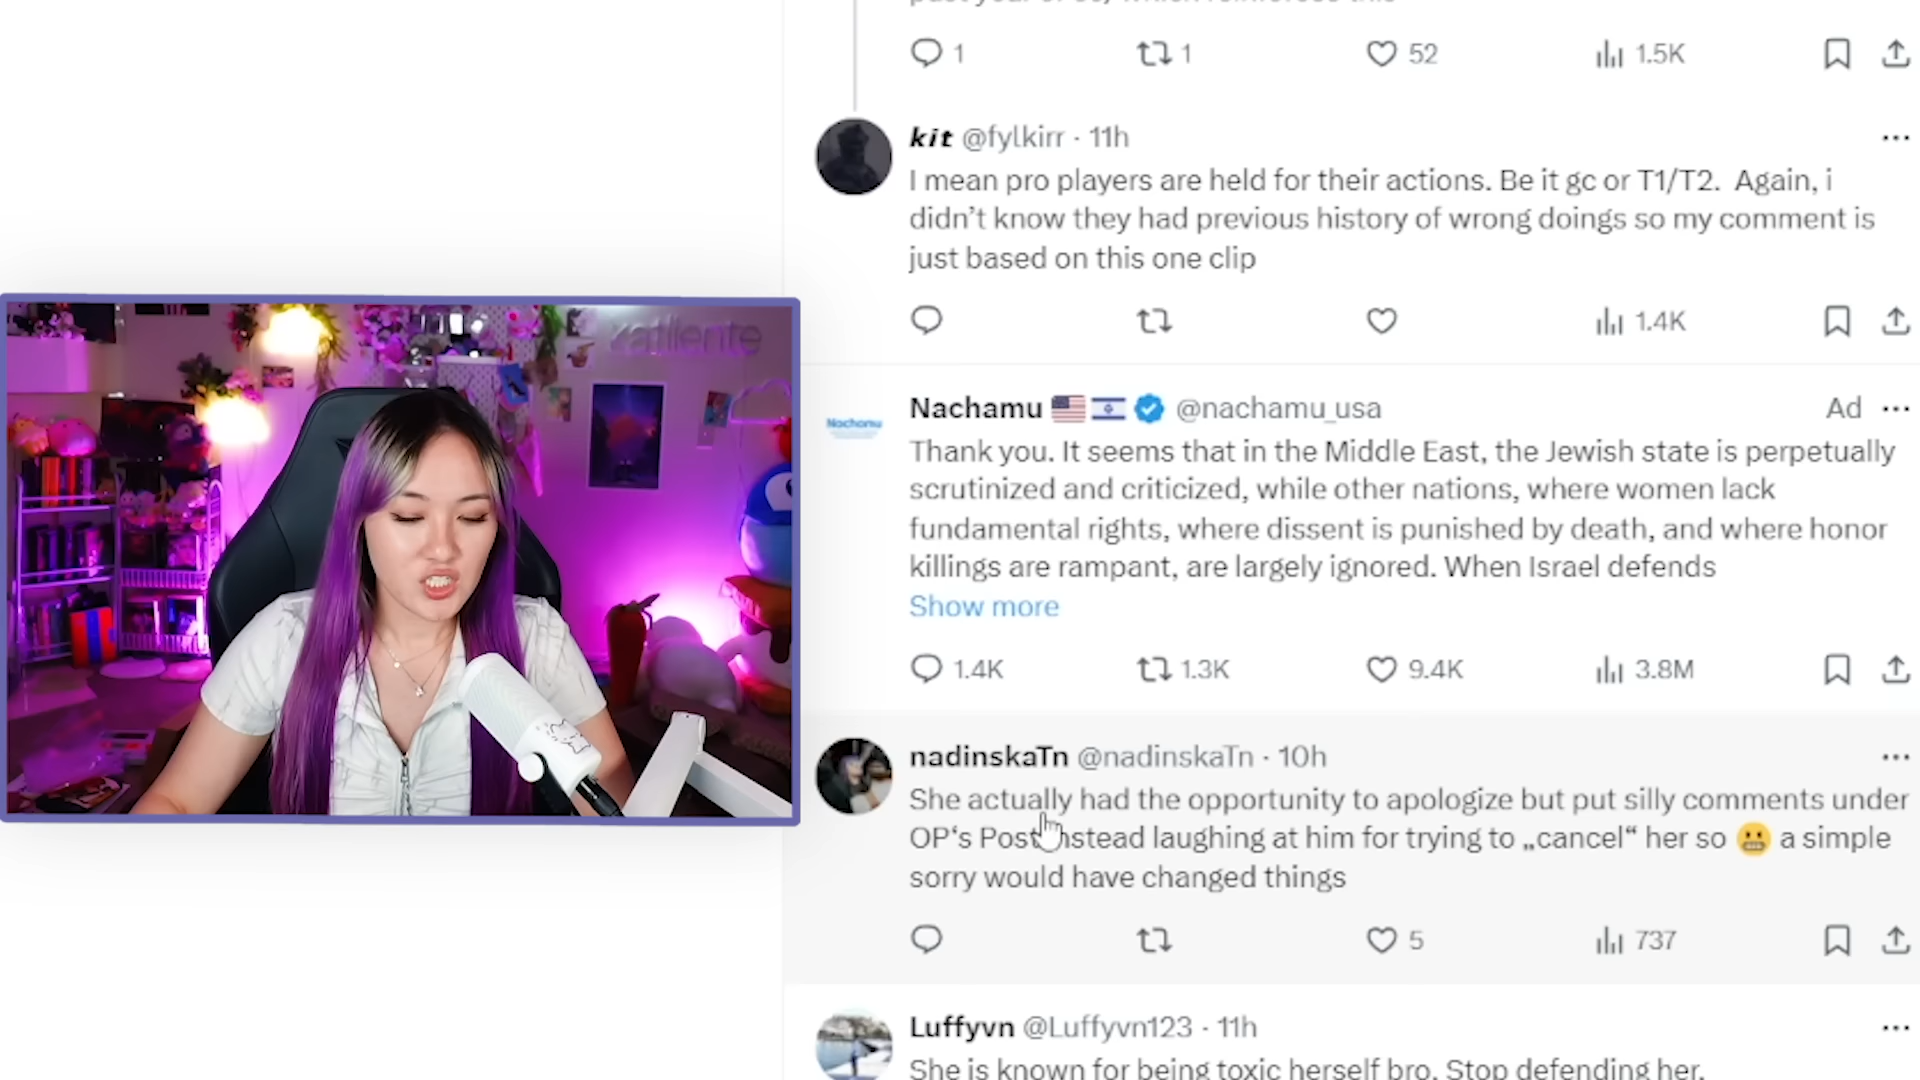 1
1
52
1.5K
kit @fylkirr · 11h
I mean pro players are held for their actions. Be it gc or T1/T2. Again, i
didn't know they had previous history of wrong doings so my comment is
just based on this one clip
1.4K
Nachamu @nachamu_usa
Ad
Nachamu
Thank you. It seems that in the Middle East, the Jewish state is perpetually
scrutinized and criticized, while other nations, where women lack
fundamental rights, where dissent is punished by death, and where honor
killings are rampant, are largely ignored. When Israel defends
Show more
1.4K
1.3K
9.4K
3.8M
nadinskaTn @nadinskaTn · 10h
She actually had the opportunity to apologize but put silly comments under
OP‘s Post instead laughing at him for trying to „cancel“ her so 😬 a simple
sorry would have changed things
5
737
Luffyvn @Luffyvn123 · 11h
She is known for being toxic herself bro. Stop defending her.